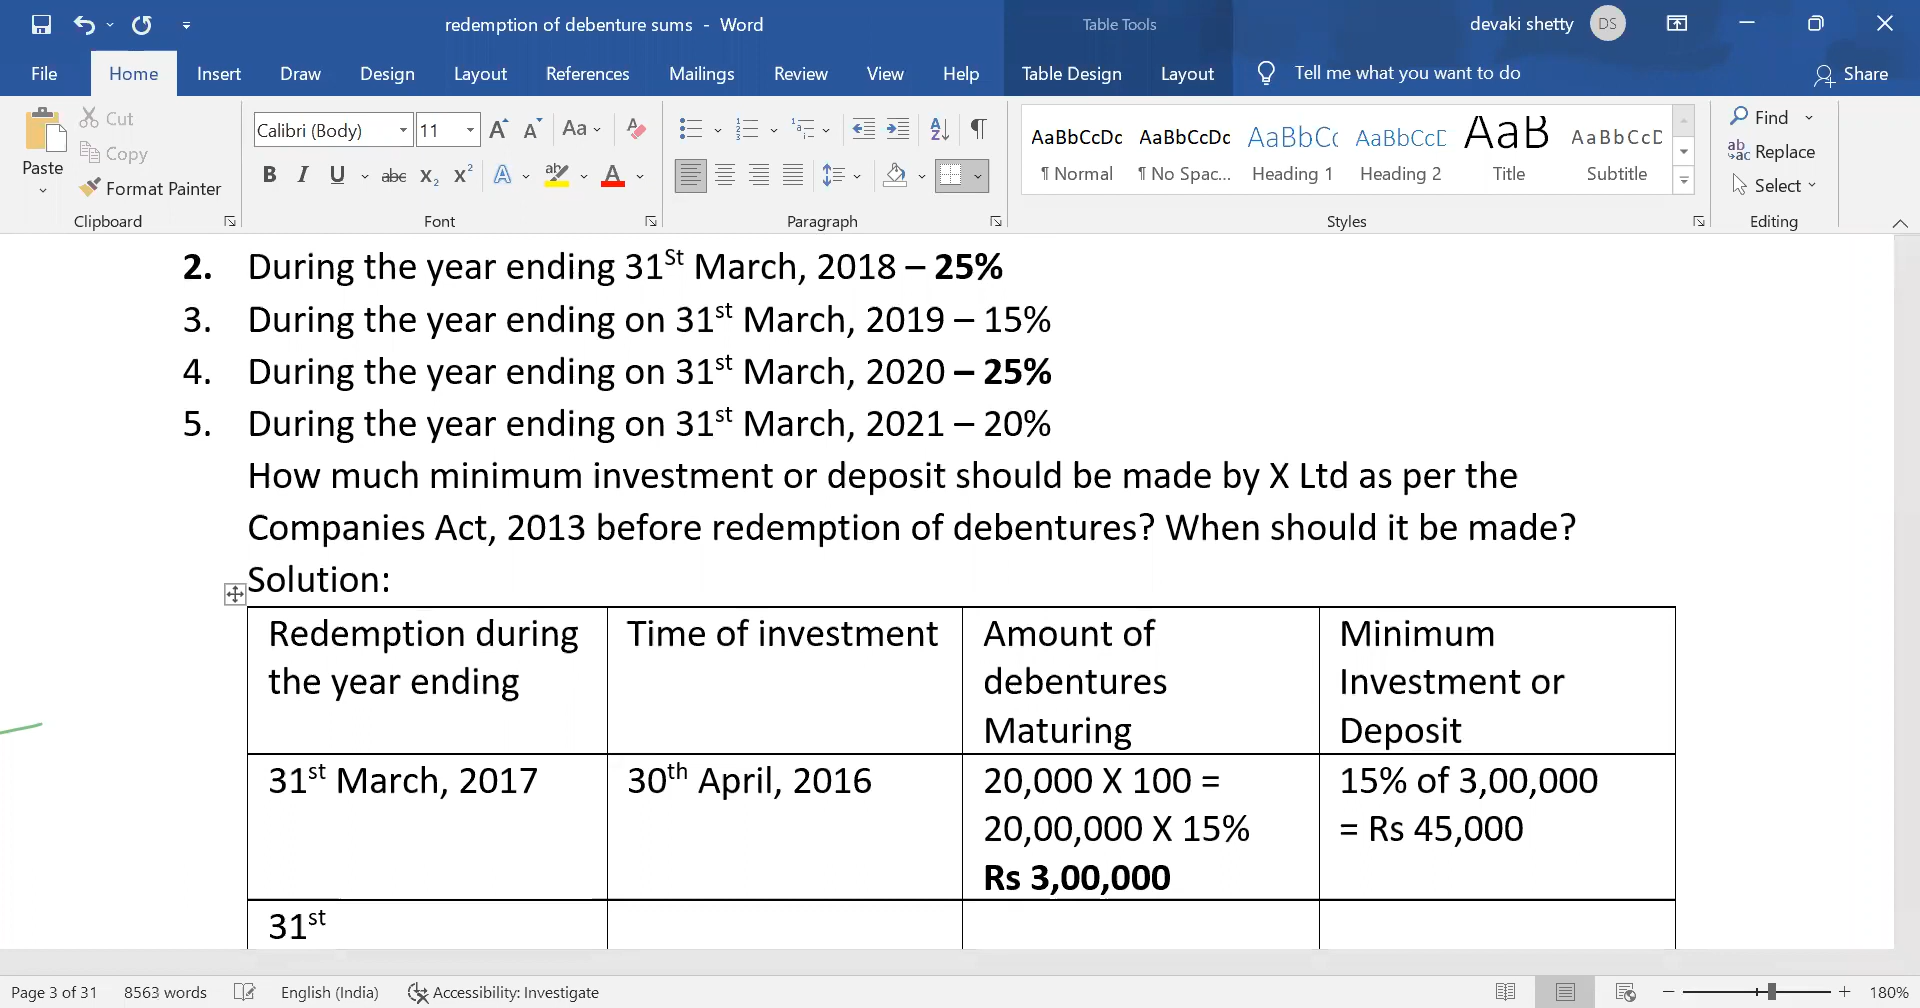 redemption of debenture sums - Word
Table Tools
devaki shetty DS
File Home Insert Draw Design Layout References Mailings Review View Help Table Design Layout Tell me what you want to do Share
Paste
Cut
Copy
Format Painter
Clipboard
Calibri (Body) 11
Font
Paragraph
AaBbCcDc AaBbCcDc AaBbC AaBbCcD AaB AaBbCcD
¶ Normal ¶ No Spac... Heading 1 Heading 2 Title Subtitle
Styles
Find
Replace
Select
Editing
2. During the year ending 31St March, 2018 – 25%
3. During the year ending on 31st March, 2019 – 15%
4. During the year ending on 31st March, 2020 – 25%
5. During the year ending on 31st March, 2021 – 20%
How much minimum investment or deposit should be made by X Ltd as per the
Companies Act, 2013 before redemption of debentures? When should it be made?
Solution:
Redemption during the year ending
Time of investment
Amount of debentures Maturing
Minimum Investment or Deposit
31st March, 2017
30th April, 2016
20,000 X 100 =
20,00,000 X 15%
Rs 3,00,000
15% of 3,00,000
= Rs 45,000
31st
Page 3 of 31 8563 words English (India) Accessibility: Investigate 180%